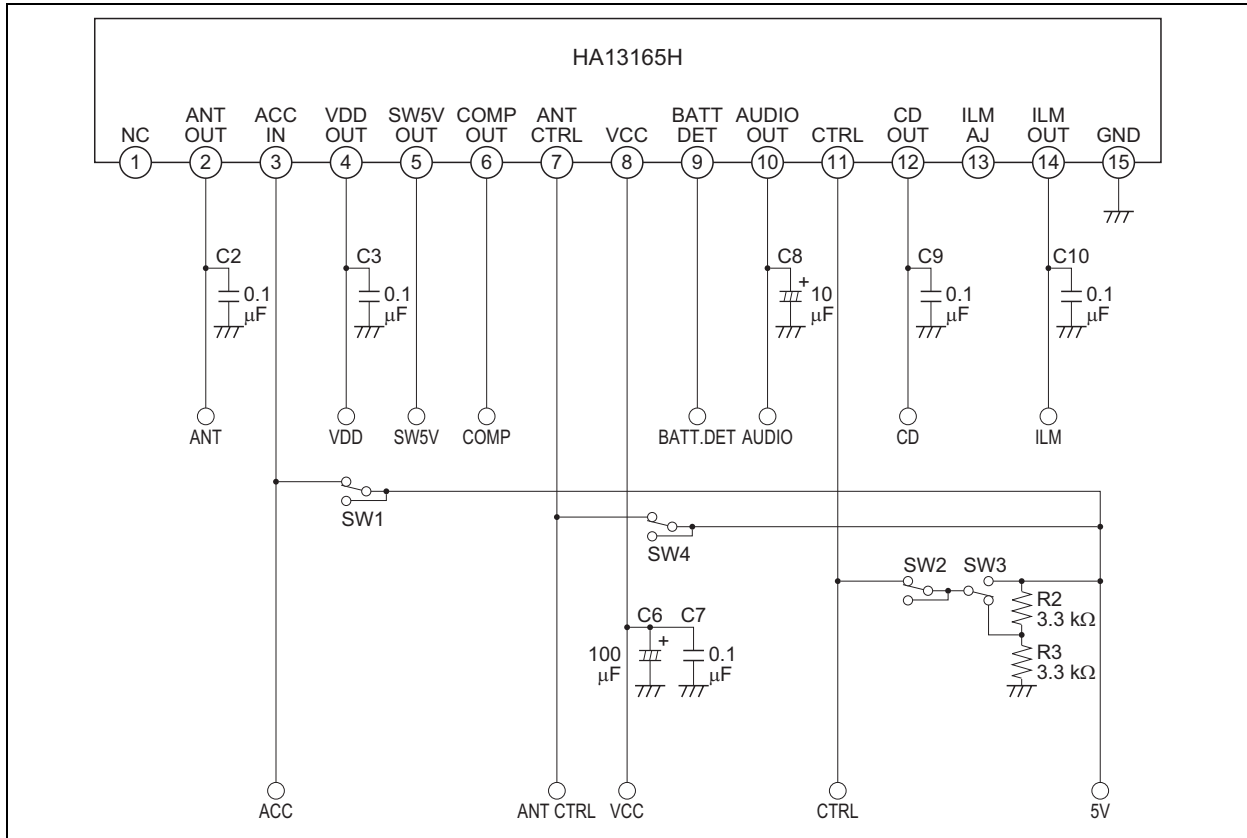 HA13165H
NC
ANT
OUT
ACC
IN
VDD
OUT
SW5V
OUT
COMP
OUT
ANT
CTRL
VCC
BATT
DET
AUDIO
OUT
CTRL
CD
OUT
ILM
AJ
ILM
OUT
GND
1
2
3
4
5
6
7
8
9
10
11
12
13
14
15
C2
0.1
μF
C3
0.1
μF
C8
+
10
μF
C9
0.1
μF
C10
0.1
μF
ANT
VDD
SW5V
COMP
BATT.DET
AUDIO
CD
ILM
SW1
SW4
SW2
SW3
R2
3.3 kΩ
R3
3.3 kΩ
C6
+
100
μF
C7
0.1
μF
ACC
ANT CTRL
VCC
CTRL
5V